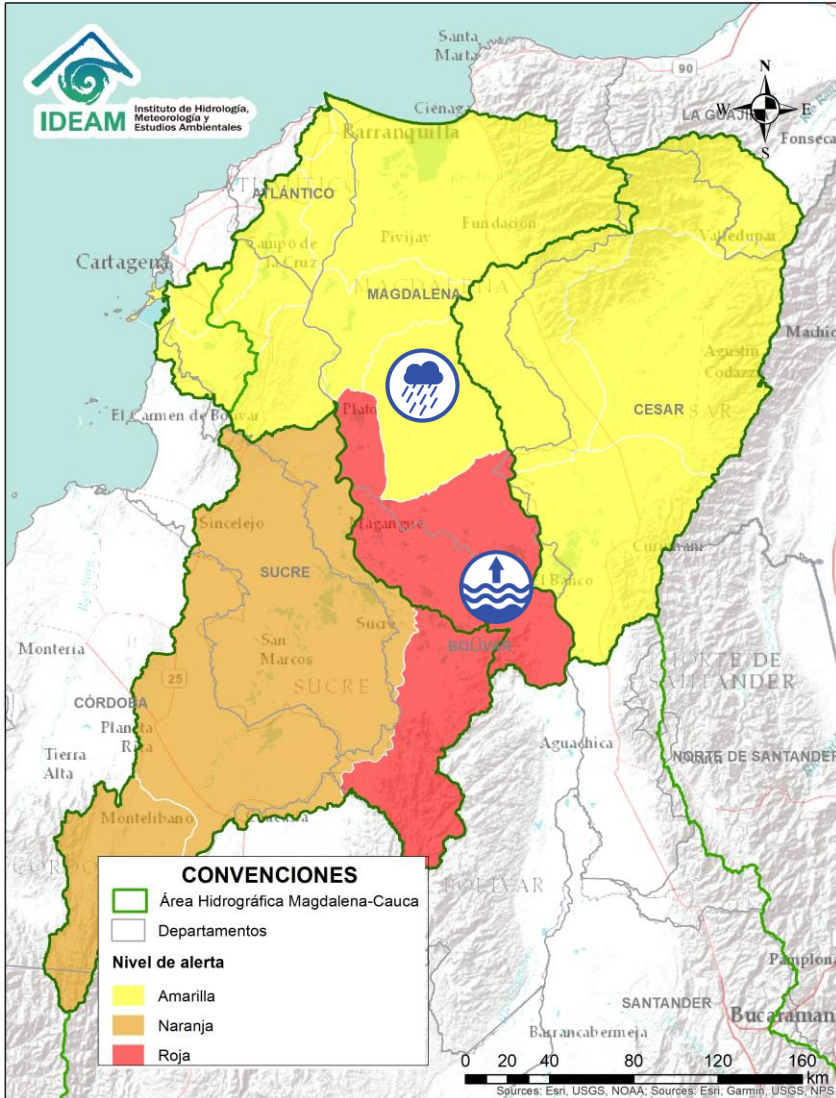 IDEAM
Instituto de Hidrología,
Meteorología y
Estudios Ambientales
Santa
Marta
90
N
W
E
S
LA GUAJIRA
Fonseca
Ciénaga
Barranquilla
ATLÁNTICO
Campo de
la Cruz
Pivijay
Fundación
Valledupar
Cartagena
MAGDALENA
Agustín
Codazzi
El Carmen de Bolívar
Plato
CESAR
Sincelejo
Magangué
Curumaní
SUCRE
El Banco
Sucre
San
Marcos
BOLÍVAR
Montería
25
SUCRE
NORTE DE
SANTANDER
CÓRDOBA
Planeta
Rica
Tierra
Alta
Aguachica
NORTE DE SANTANDER
Montelibano
Caucasia
BOLÍVAR
CONVENCIONES
Área Hidrográfica Magdalena-Cauca
Departamentos
Nivel de alerta
Amarilla
Naranja
Roja
Pamplona
SANTANDER
Bucaraman
Barrancabermeja
0 20 40 80 120 160
km
Sources: Esri, USGS, NOAA; Sources: Esri, Garmin, USGS, NPS